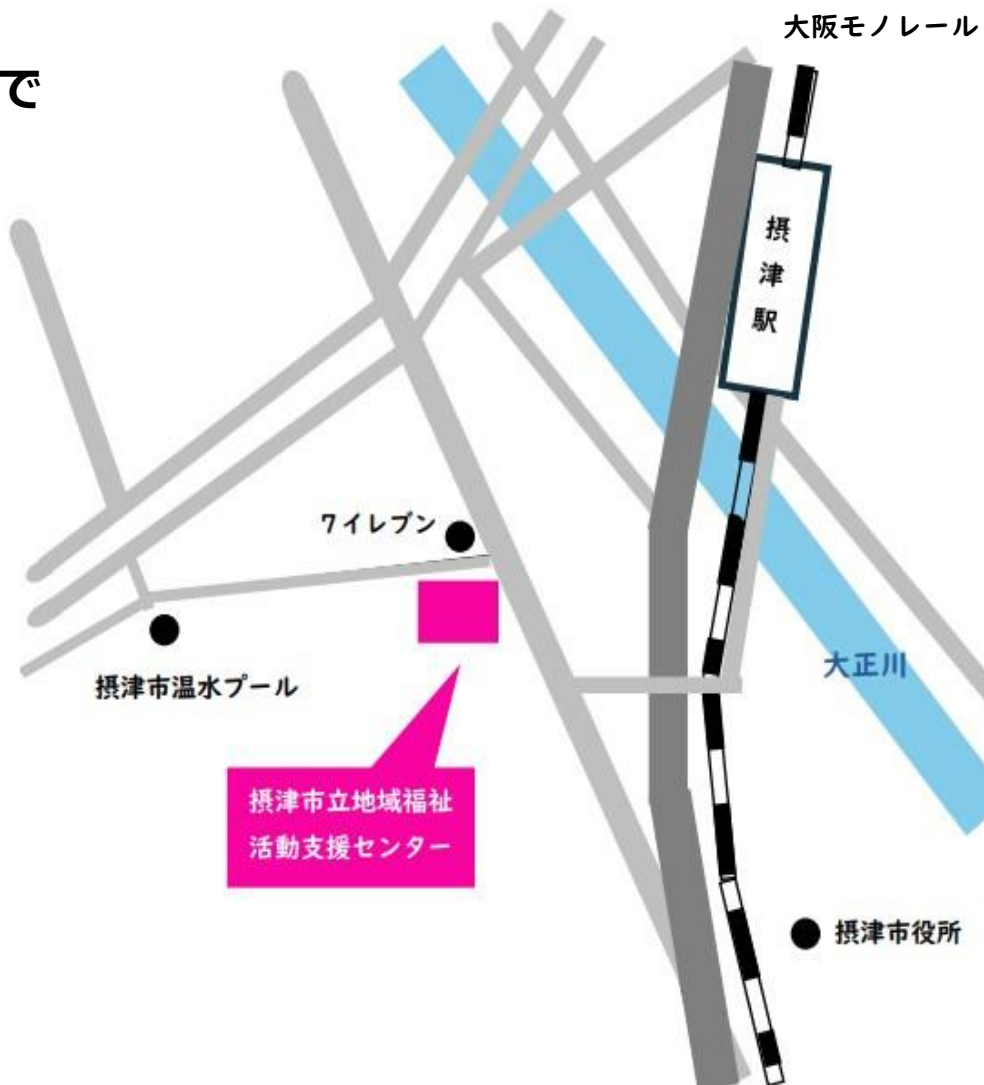 大阪モノレール
で
摂
津
駅
7イレブン
大正川
摂津市温水プール
摂津市立地域福祉
活動支援センター
摂津市役所